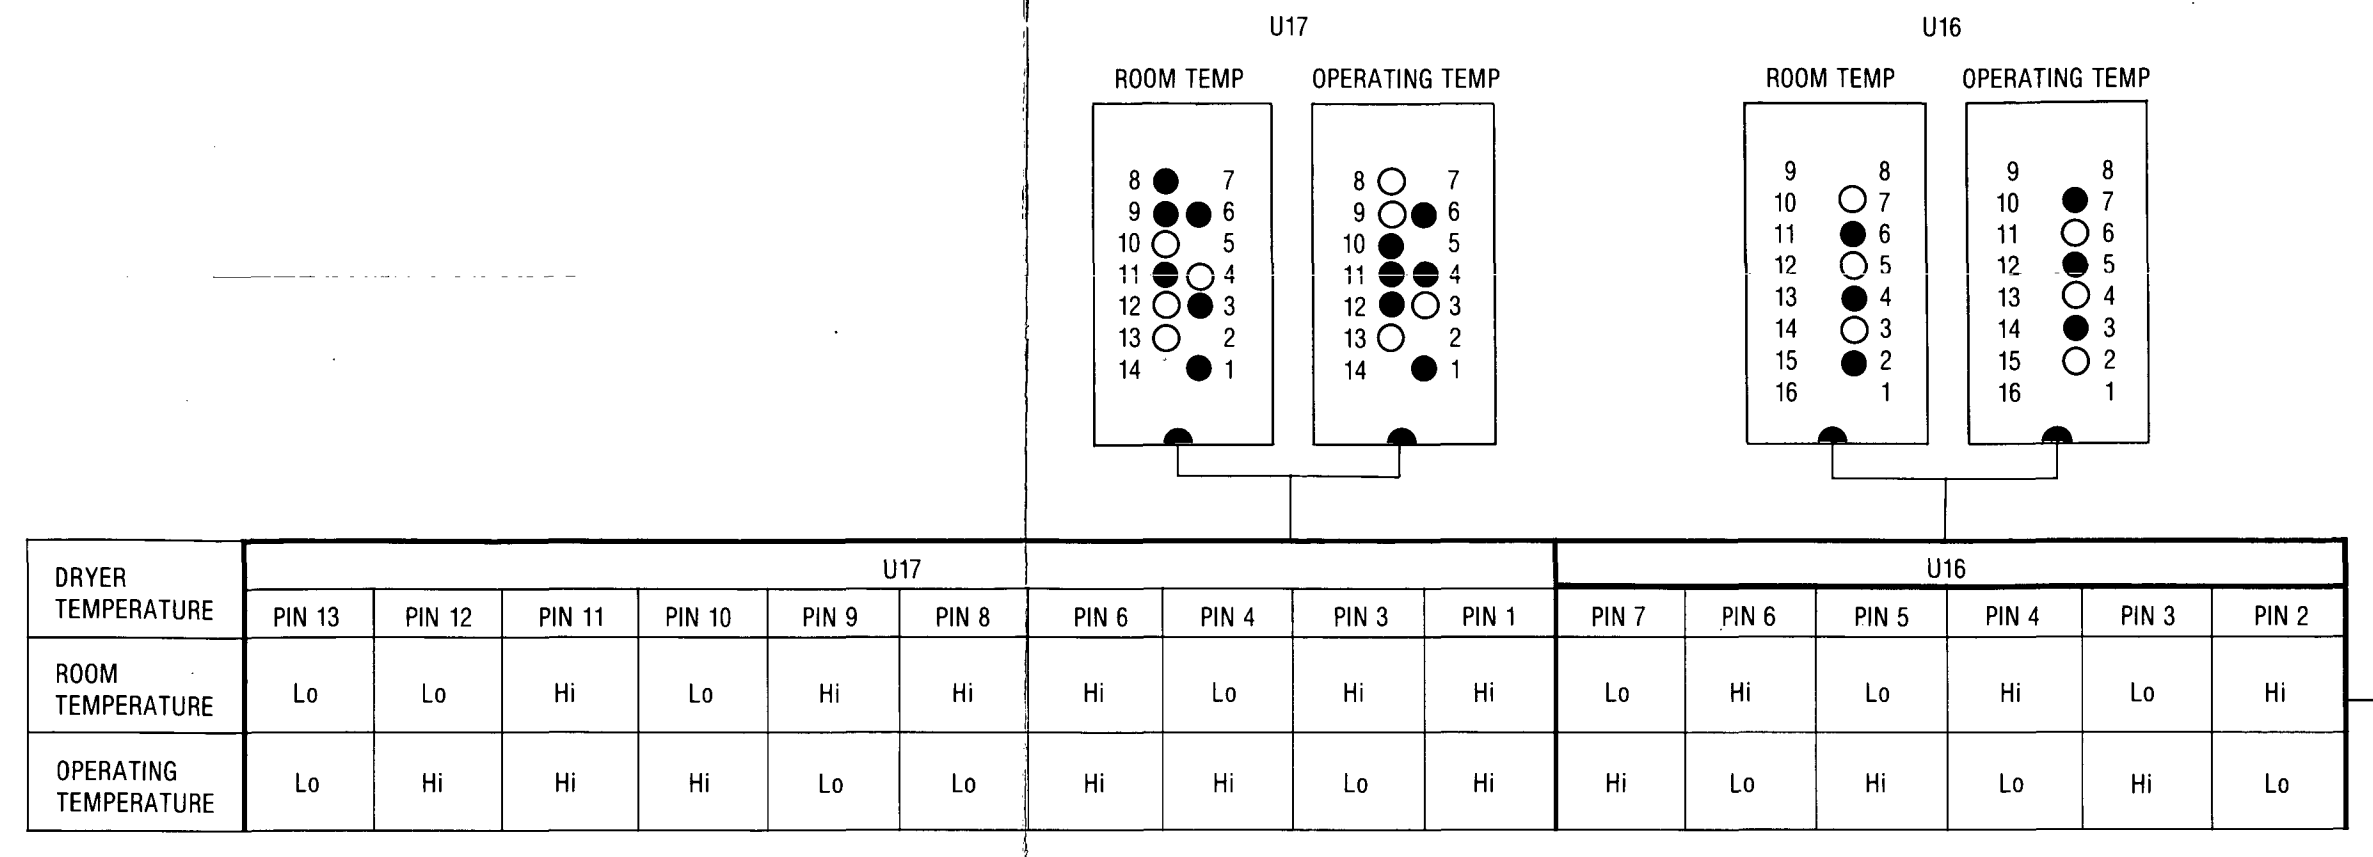 U17 U16
ROOM TEMP OPERATING TEMP ROOM TEMP OPERATING TEMP
8 7 8 7 9 8 9 8
9 6 9 6 10 7 10 7
10 5 10 5 11 6 11 6
11 4 11 4 12 5 12 5
12 3 12 3 13 4 13 4
13 2 13 2 14 3 14 3
14 1 14 1 15 2 15 2
16 1 16 1
DRYER
TEMPERATURE
U17 U16
PIN 13 PIN 12 PIN 11 PIN 10 PIN 9 PIN 8 PIN 6 PIN 4 PIN 3 PIN 1 PIN 7 PIN 6 PIN 5 PIN 4 PIN 3 PIN 2
ROOM
TEMPERATURE
Lo Lo Hi Lo Hi Hi Hi Lo Hi Hi Lo Hi Lo Hi Lo Hi
OPERATING
TEMPERATURE
Lo Hi Hi Hi Lo Lo Hi Hi Lo Hi Hi Lo Hi Lo Hi Lo